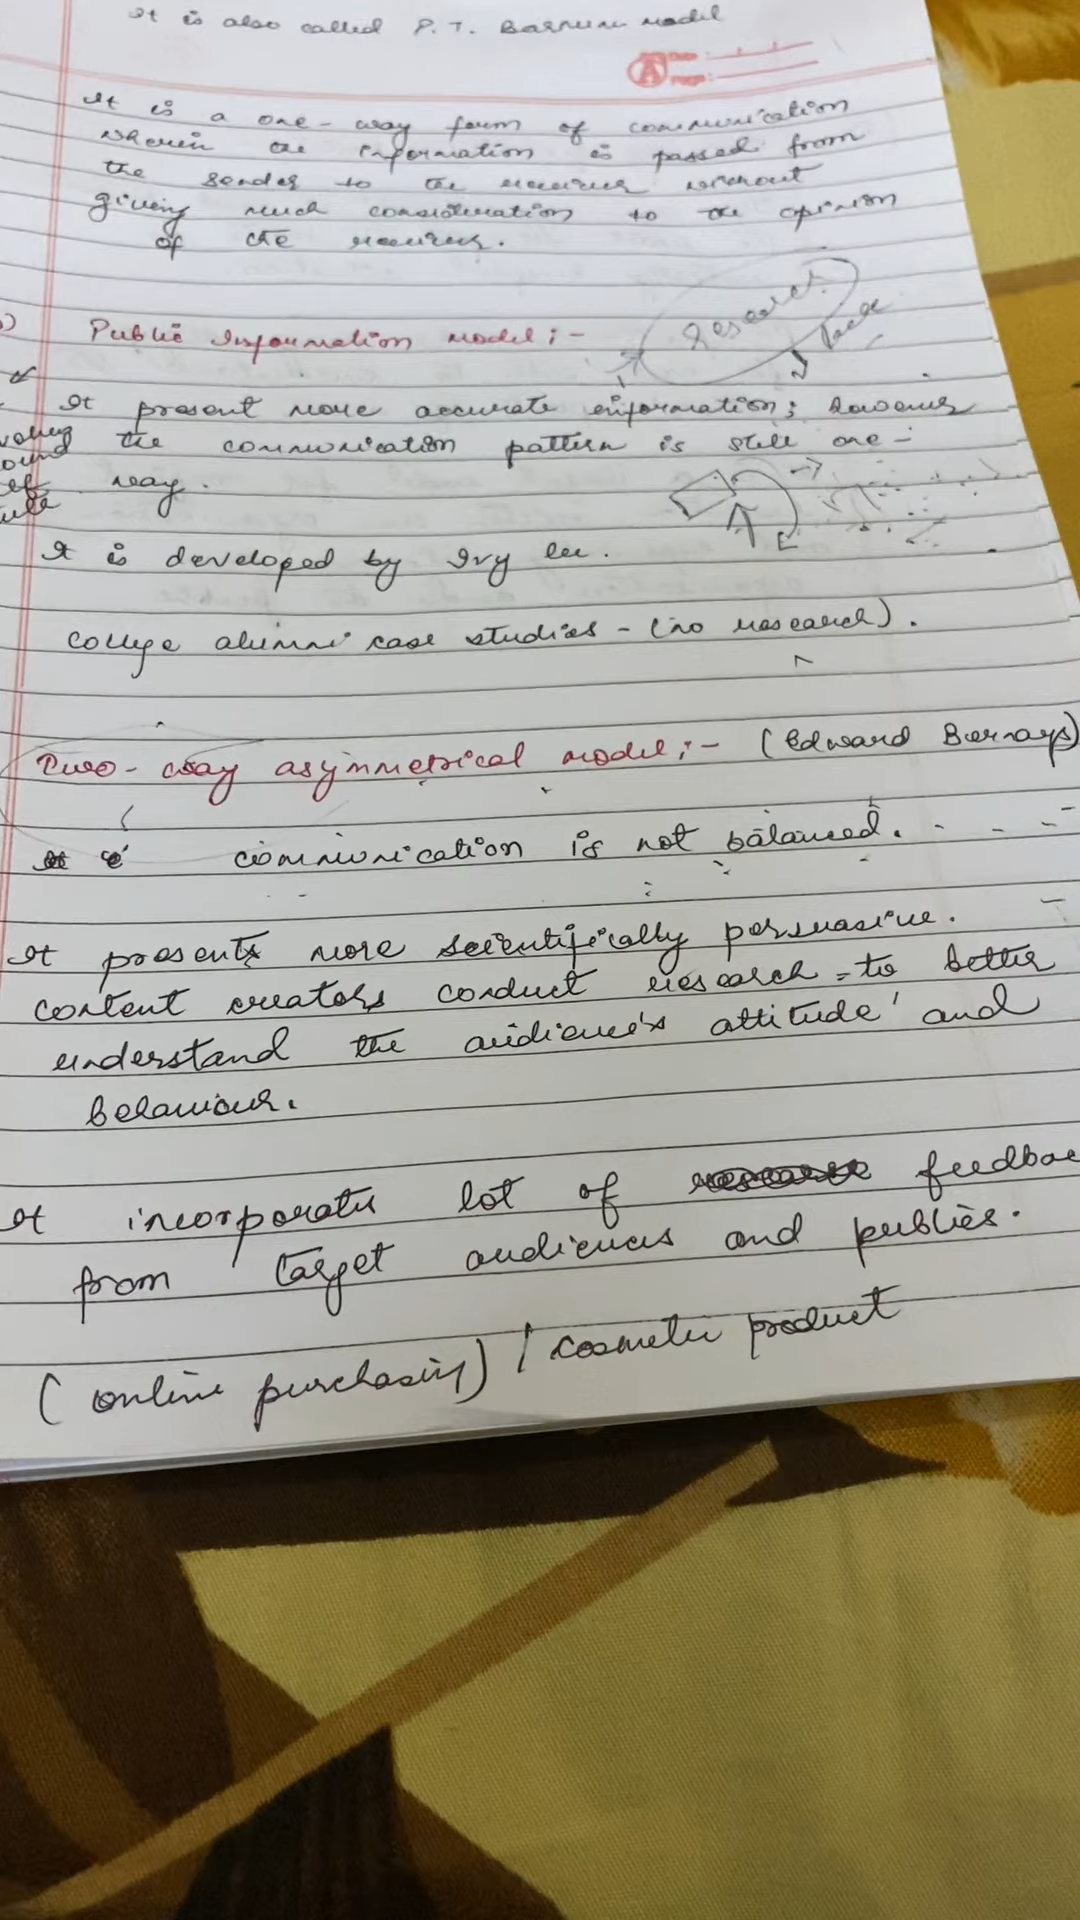 It is also called P. T. Barnum model
Date :
Page :
It is a one-way form of communication
wherein the information is passed from
the sender to the receiver without
giving much consideration to the opinion
of the receiver.
Research
Public Information model :-
It present more accurate information; however
the communication pattern is still one-
way.
It is developed by Ivy lee.
college alumni case studies - (no research).
Two-way asymmetrical model :- (Edward Bernays)
communication is not balanced.
It presents more scientifically persuasive.
content creators conduct research to better
understand the audience's attitude and
behaviour.
It incorporates lot of feedbac
from target audiences and publics.
(online purchasing) / cosmetic product